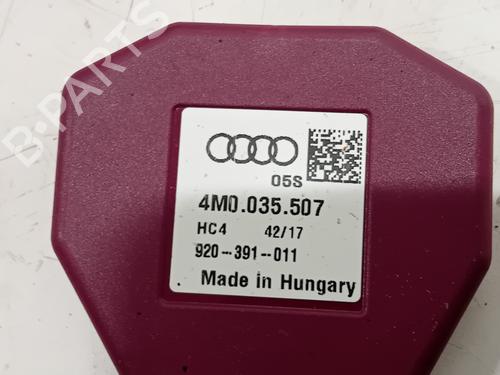 B-PARTS
05S
4M0.035.507
HC4 42/17
920-391-011
Made in Hungary